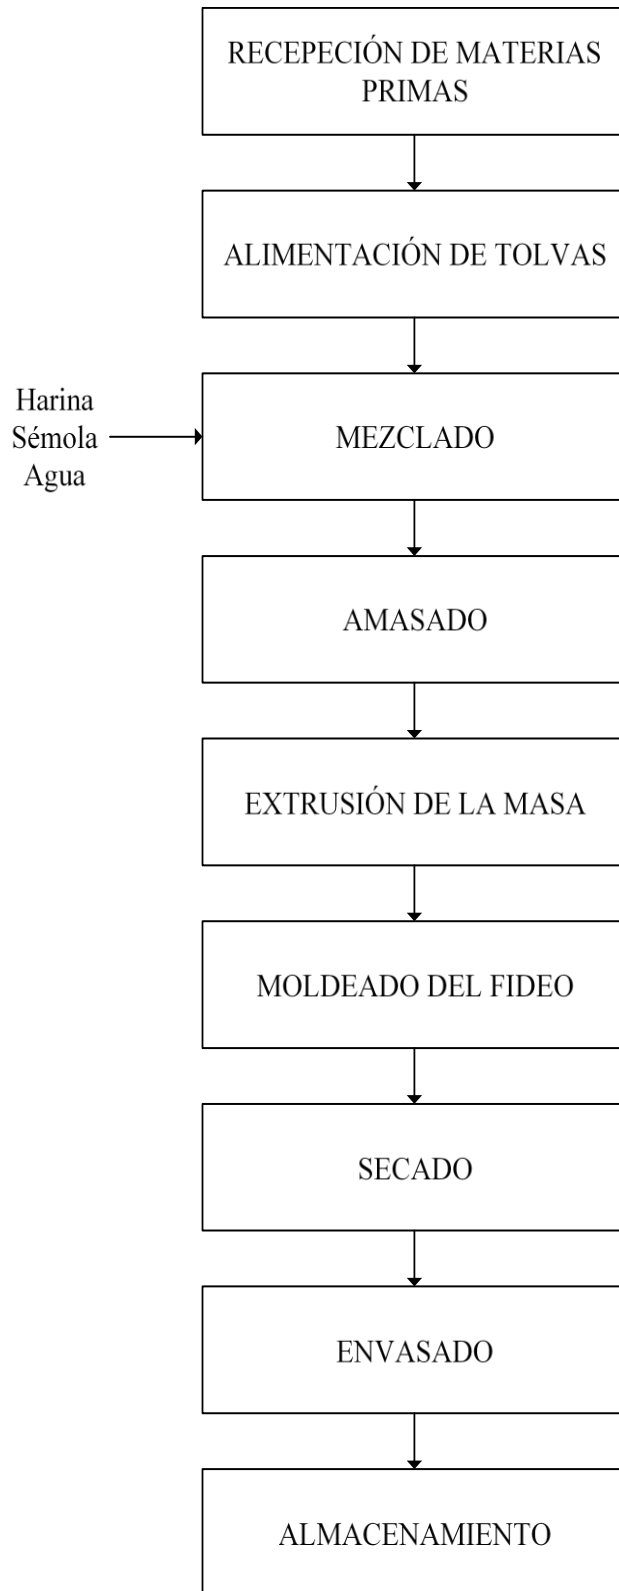 RECEPECIÓN DE MATERIAS
PRIMAS
ALIMENTACIÓN DE TOLVAS
Harina
Sémola
Agua
MEZCLADO
AMASADO
EXTRUSIÓN DE LA MASA
MOLDEADO DEL FIDEO
SECADO
ENVASADO
ALMACENAMIENTO